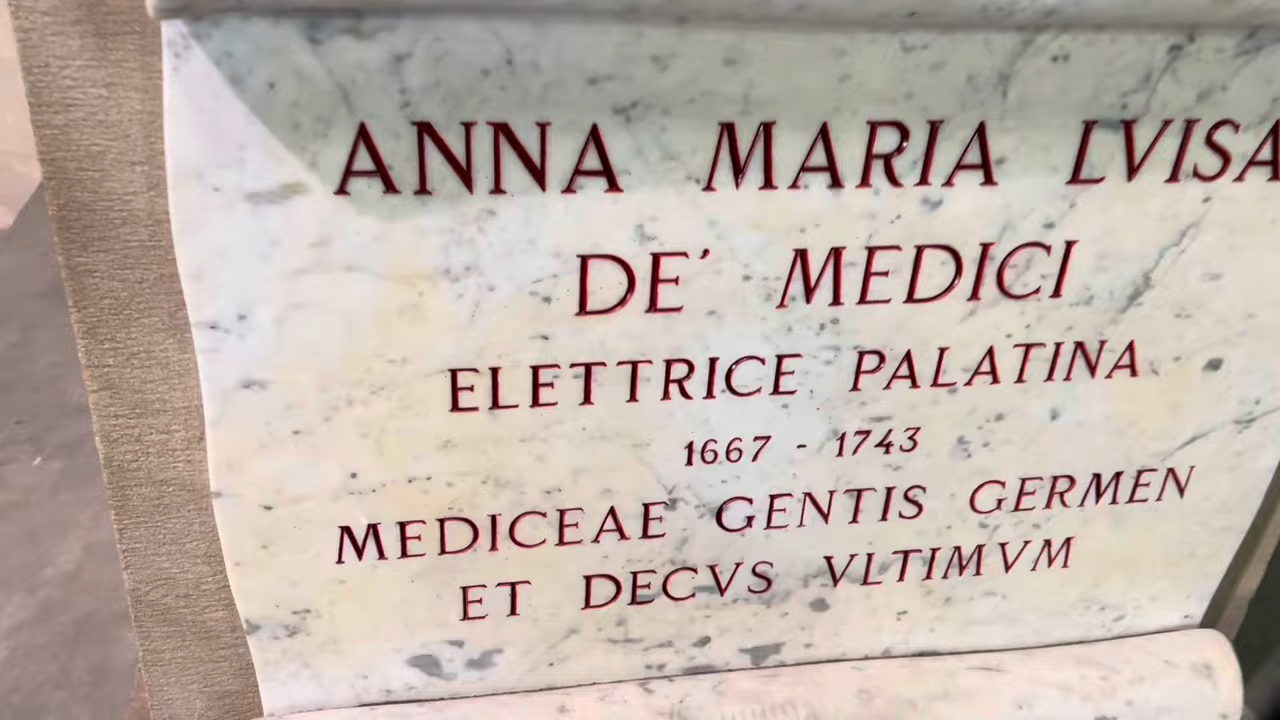 ANNA MARIA LVISA
DE' MEDICI
ELETTRICE PALATINA
1667 - 1743
MEDICEAE GENTIS GERMEN
ET DECVS VLTIMVM